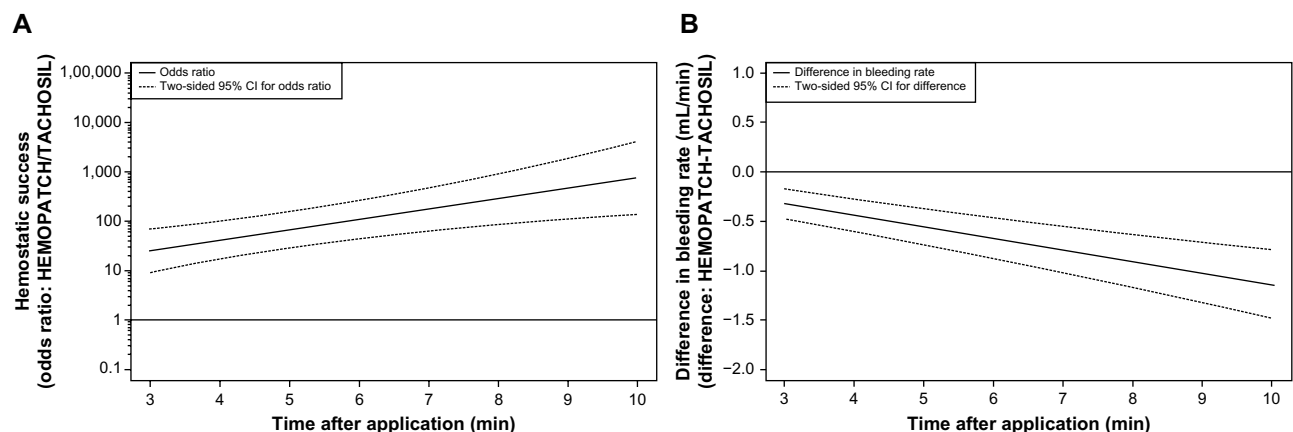 A
Hemostatic success
(odds ratio: HEMOPATCH/TACHOSIL)
1,00,000
10,000
1,000
100
10
1
0.1
Odds ratio
Two-sided 95% CI for odds ratio
3 4 5 6 7 8 9 10
Time after application (min)
B
Difference in bleeding rate (mL/min)
(difference: HEMOPATCH-TACHOSIL)
1.0
0.5
0.0
−0.5
−1.0
−1.5
−2.0
Difference in bleeding rate
Two-sided 95% CI for difference
3 4 5 6 7 8 9 10
Time after application (min)